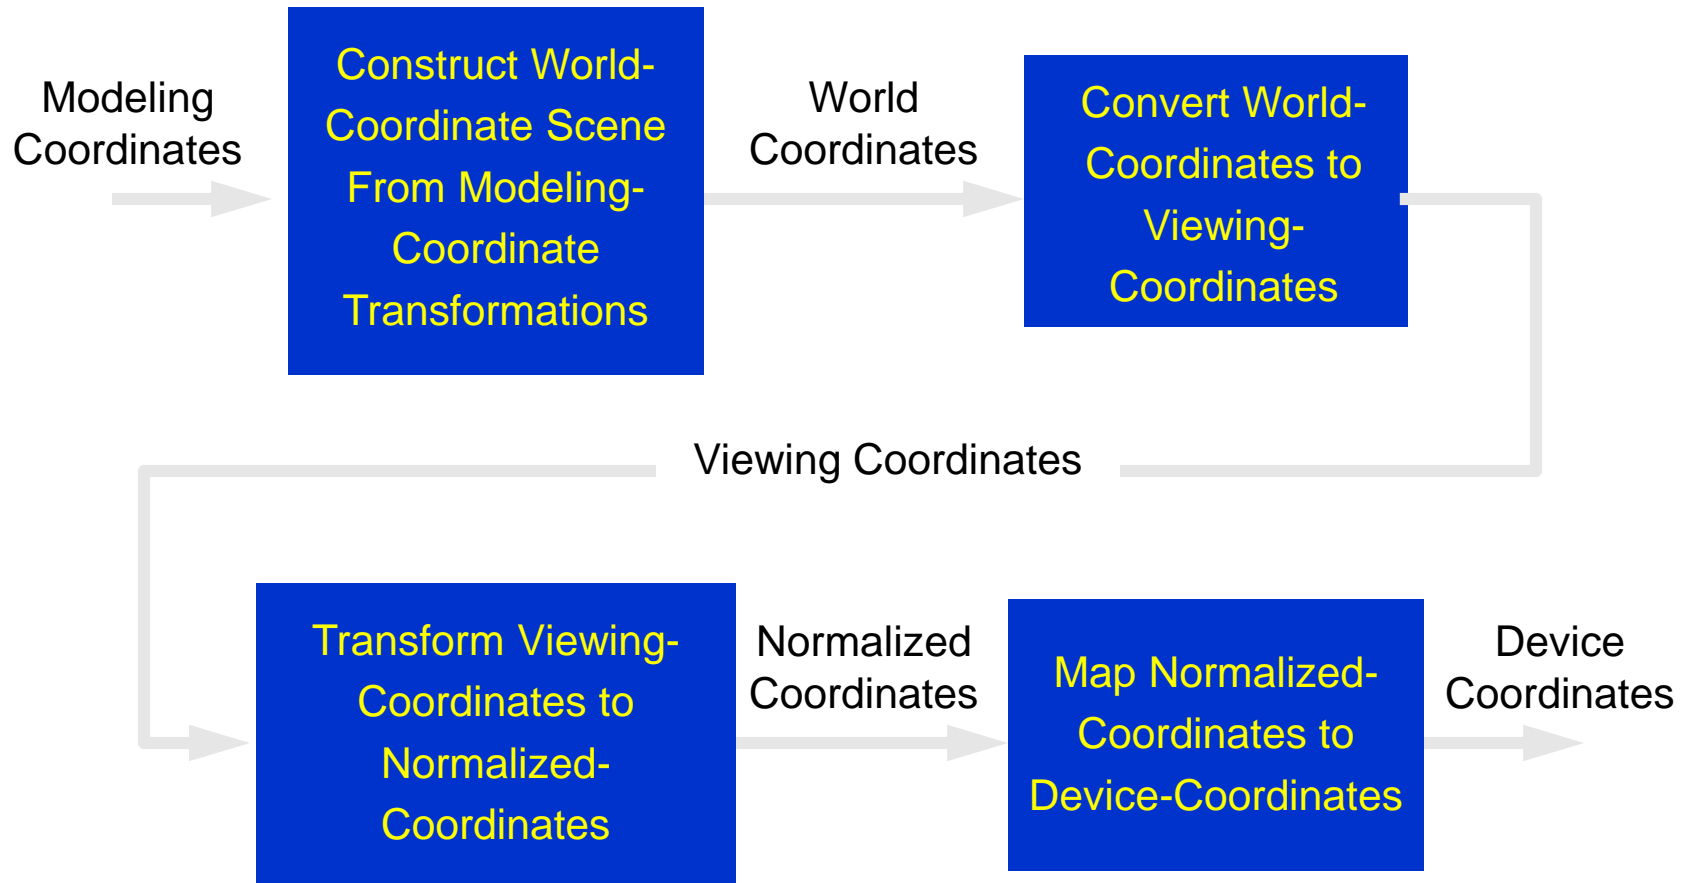 Modeling
Coordinates
Construct World-
Coordinate Scene
From Modeling-
Coordinate
Transformations
World
Coordinates
Convert World-
Coordinates to
Viewing-
Coordinates
Viewing Coordinates
Transform Viewing-
Coordinates to
Normalized-
Coordinates
Normalized
Coordinates
Map Normalized-
Coordinates to
Device-Coordinates
Device
Coordinates